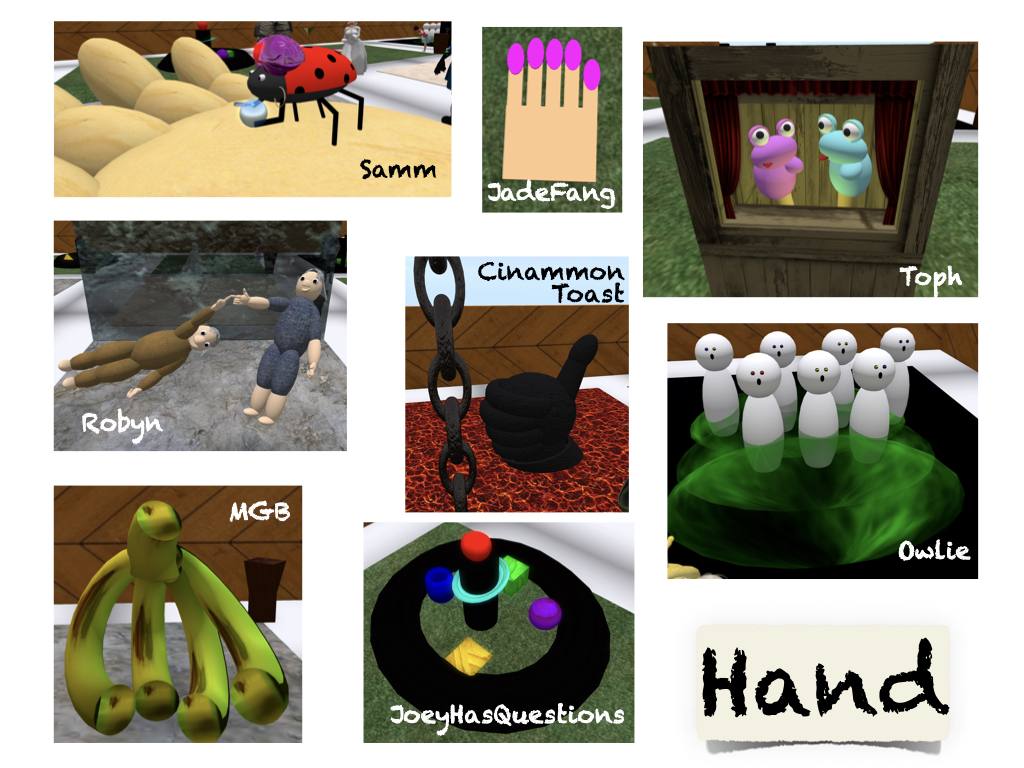 Samm
JadeFang
Toph
Cinammon
Toast
Robyn
Owlie
MGB
JoeyHasQuestions
Hand